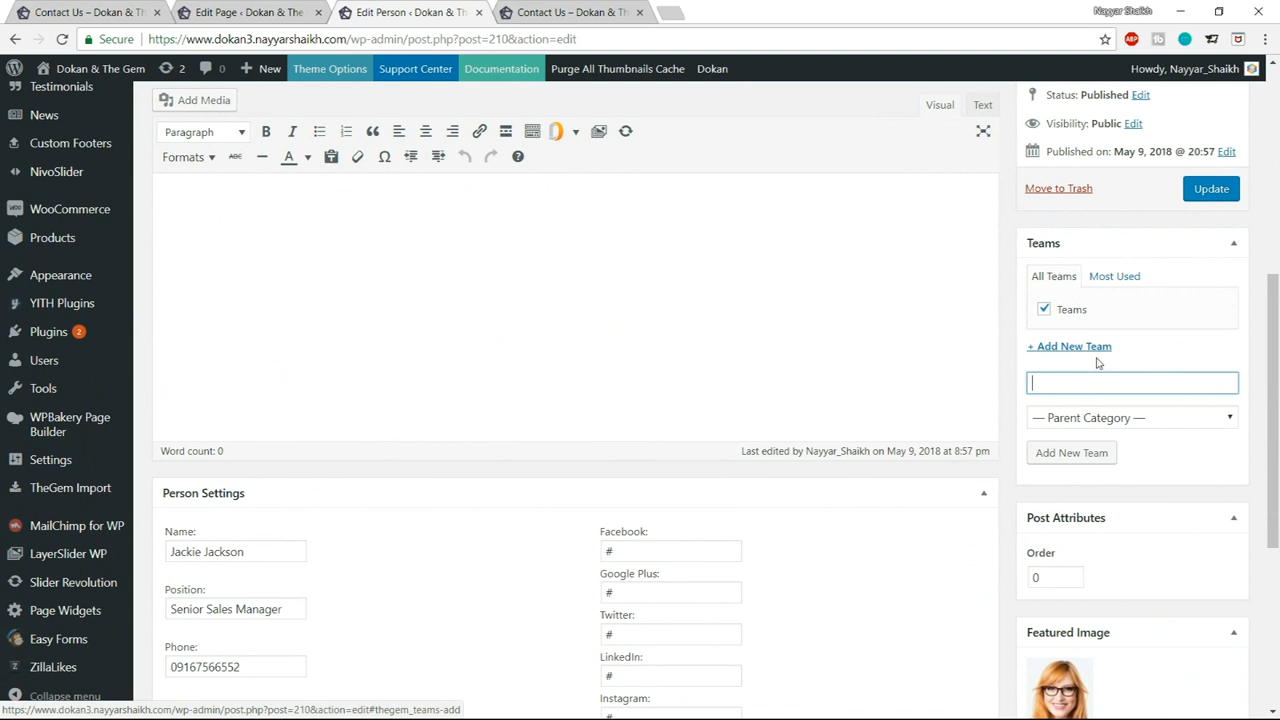 Contact Us – Dokan & The
Edit Page ‹ Dokan & The
Edit Person ‹ Dokan & Th
Contact Us – Dokan & The
Nayyar Shaikh
Secure
https://www.dokan3.nayyarshaikh.com/wp-admin/post.php?post=210&action=edit
Dokan & The Gem
2
0
New
Theme Options
Support Center
Documentation
Purge All Thumbnails Cache
Dokan
Howdy, Nayyar_Shaikh
Testimonials
News
Custom Footers
NivoSlider
WooCommerce
Products
Appearance
YITH Plugins
Plugins 2
Users
Tools
WPBakery Page
Builder
Settings
TheGem Import
MailChimp for WP
LayerSlider WP
Slider Revolution
Page Widgets
Easy Forms
ZillaLikes
Collapse menu
Add Media
Visual
Text
Paragraph
Formats
ABC
A
Word count: 0
Last edited by Nayyar_Shaikh on May 9, 2018 at 8:57 pm
Person Settings
Name:
Jackie Jackson
Position:
Senior Sales Manager
Phone:
09167566552
Facebook:
#
Google Plus:
#
Twitter:
#
LinkedIn:
#
Instagram:
#
Status: Published Edit
Visibility: Public Edit
Published on: May 9, 2018 @ 20:57 Edit
Move to Trash
Update
Teams
All Teams
Most Used
Teams
+ Add New Team
— Parent Category —
Add New Team
Post Attributes
Order
0
Featured Image
https://www.dokan3.nayyarshaikh.com/wp-admin/post.php?post=210&action=edit#thegem_teams-add